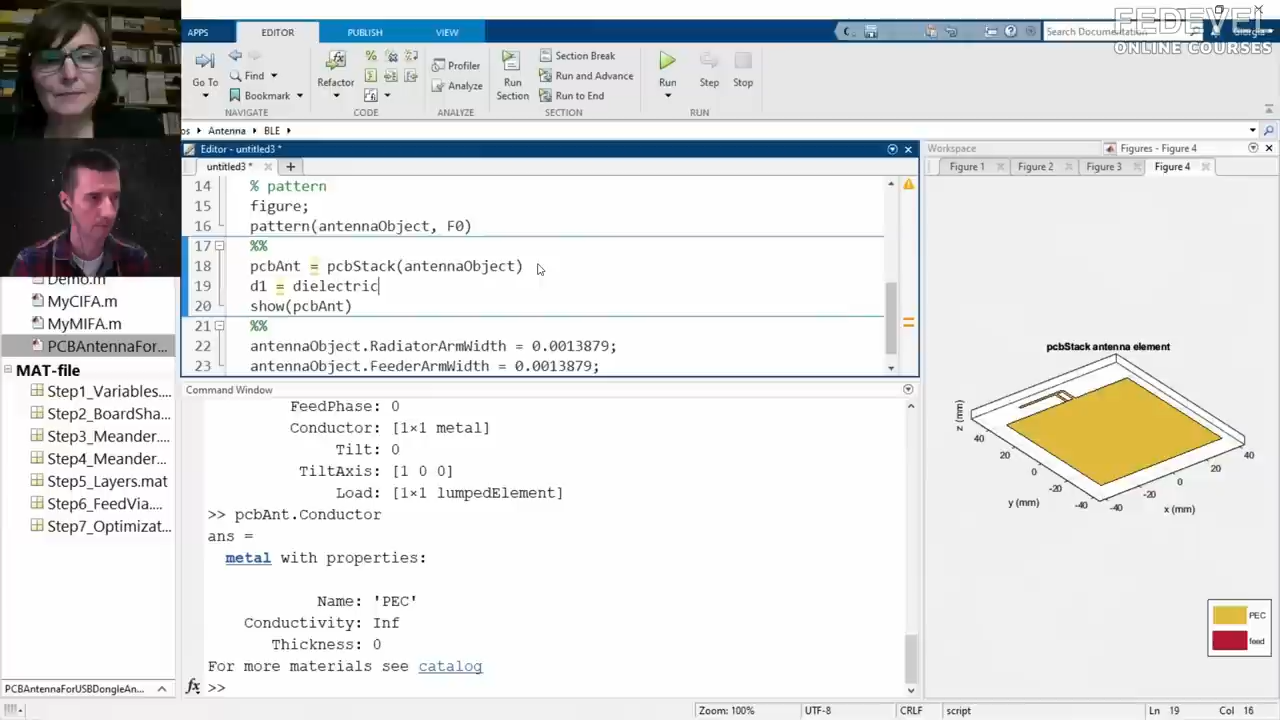 FEDEVEL
ONLINE COURSES
APPS
EDITOR
PUBLISH
VIEW
Search Documentation
Go To
Find
Bookmark
NAVIGATE
Refactor
CODE
Profiler
Analyze
ANALYZE
Run
Section
Section Break
Run and Advance
Run to End
SECTION
Run
Step
Stop
RUN
Antenna
BLE
Editor - untitled3 *
untitled3 *
Workspace
Figures - Figure 4
Figure 1
Figure 2
Figure 3
Figure 4
14 % pattern
15 figure;
16 pattern(antennaObject, F0)
17 %%
18 pcbAnt = pcbStack(antennaObject)
19 d1 = dielectric
20 show(pcbAnt)
21 %%
22 antennaObject.RadiatorArmWidth = 0.0013879;
23 antennaObject.FeederArmWidth = 0.0013879;
Demo.m
MyCIFA.m
MyMIFA.m
PCBAntennaFor...
MAT-file
Step1_Variables....
Step2_BoardSha...
Step3_Meander...
Step4_Meander...
Step5_Layers.mat
Step6_FeedVia....
Step7_Optimizat...
PCBAntennaForUSBDongleAn...
Command Window
FeedPhase: 0
Conductor: [1×1 metal]
Tilt: 0
TiltAxis: [1 0 0]
Load: [1×1 lumpedElement]
>> pcbAnt.Conductor
ans =
metal with properties:
Name: 'PEC'
Conductivity: Inf
Thickness: 0
For more materials see catalog
fx >>
pcbStack antenna element
z (mm)
40
20
0
-20
-40
y (mm)
-40
-20
0
20
40
x (mm)
PEC
feed
Zoom: 100%
UTF-8
CRLF
script
Ln 19
Col 16